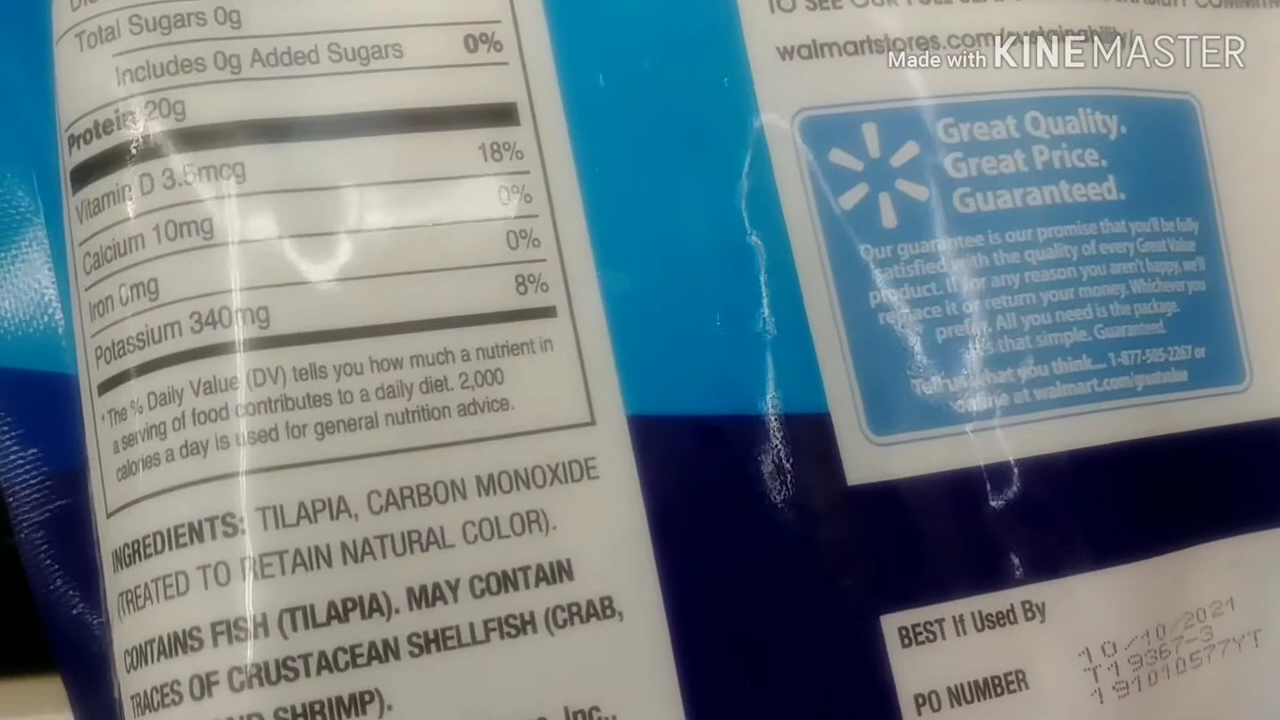 Total Sugars 0g
Includes 0g Added Sugars 0%
Protein 20g
Vitamin D 3.5mcg 18%
Calcium 10mg 0%
Iron 0mg 0%
Potassium 340mg 8%
* The % Daily Value (DV) tells you how much a nutrient in
a serving of food contributes to a daily diet. 2,000
calories a day is used for general nutrition advice.
INGREDIENTS: TILAPIA, CARBON MONOXIDE
(TREATED TO RETAIN NATURAL COLOR).
CONTAINS FISH (TILAPIA). MAY CONTAIN
TRACES OF CRUSTACEAN SHELLFISH (CRAB,
SHRIMP).
Inc.,
TO SEE OUR FULL
walmartstores.com/sustainability/
Made with KINEMASTER
Great Quality.
Great Price.
Guaranteed.
Our guarantee is our promise that you'll be fully
satisfied with the quality of every Great Value
product. If for any reason you aren't happy, we'll
replace it or return your money. Whichever you
prefer. All you need is the package.
It's that simple. Guaranteed.
Tell us what you think... 1-877-505-2267 or
online at walmart.com/greatvalue
BEST If Used By 10/10/2021
T19367-3
PO NUMBER 191010577YT